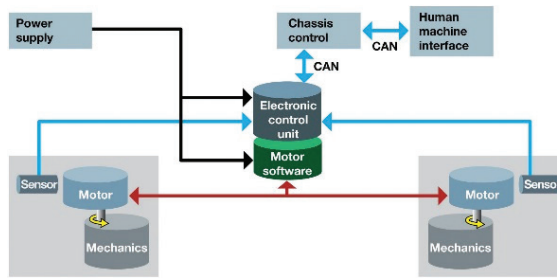 Power
supply
Chassis
control
CAN
Human
machine
interface
CAN
Electronic
control
unit
Motor
software
Sensor
Motor
Mechanics
Sensor
Motor
Mechanics